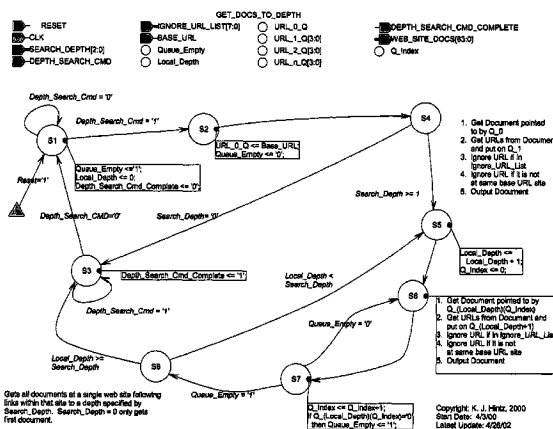 GET_DOCS_TO_DEPTH
RESET
CLK
SEARCH_DEPTH[2:0]
DEPTH_SEARCH_CMD
IGNORE_URL_LIST[7:0]
BASE_URL
Queue_Empty
Local_Depth
URL_0_Q
URL_1_Q[3:0]
URL_2_Q[3:0]
URL_n_Q[3:0]
DEPTH_SEARCH_CMD_COMPLETE
WEB_SITE_DOCS[63:0]
Q_Index
Depth_Search_Cmd = '0'
Depth_Search_Cmd = '1'
S1
S2
S4
Queue_Empty <='1';
Local_Depth <= 0;
Depth_Search_Cmd_Complete <= '0';
URL_0_Q <= Base_URL;
Queue_Empty <= '0';
1. Get Document pointed
to by Q_0
2. Get URLs from Document
and put on Q_1
3. Ignore URL if in
Ignore_URL_List
4. Ignore URL if it is not
at same base URL site
5. Output Document
Reset='1'
Depth_Search_CMD='0'
Search_Depth='0'
Search_Depth >= 1
S5
Local_Depth <=
Local_Depth + 1;
Q_Index <= 0;
S3
Depth_Search_Cmd_Complete <= '1';
Local_Depth <
Search_Depth
S6
Depth_Search_Cmd = '1'
1. Get Document pointed to by
Q_(Local_Depth)(Q_Index)
2. Get URLs from Document and
put on Q_(Local_Depth+1)
3. Ignore URL if in Ignore_URL_List
4. Ignore URL if it is not
at same base URL site
5. Output Document
Queue_Empty = '0'
Local_Depth >=
Search_Depth
S8
Queue_Empty = '1'
S7
Q_Index <= Q_Index+1;
if Q_(Local_Depth)(Q_Index)='0'
then Queue_Empty <= '1';
Gets all documents at a single web site following
links within that site to a depth specified by
Search_Depth. Search_Depth = 0 only gets
first document.
Copyright: K. J. Hintz, 2000
Start Date: 4/3/00
Latest Update: 4/26/02